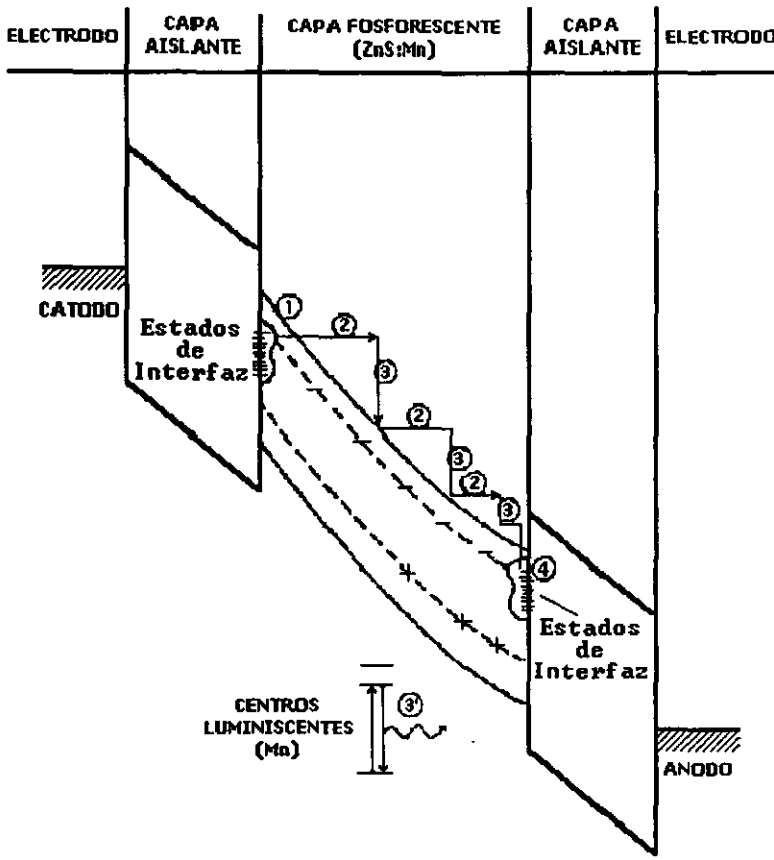 ELECTRODO
CAPA
AISLANTE
CAPA FOSFORESCENTE
(ZnS:Mn)
CAPA
AISLANTE
ELECTRODO
CATODO
Estados
de
Interfaz
1
2
3
2
3
2
3
4
Estados
de
Interfaz
CENTROS
LUMINISCENTES
(Mn)
3'
ANODO